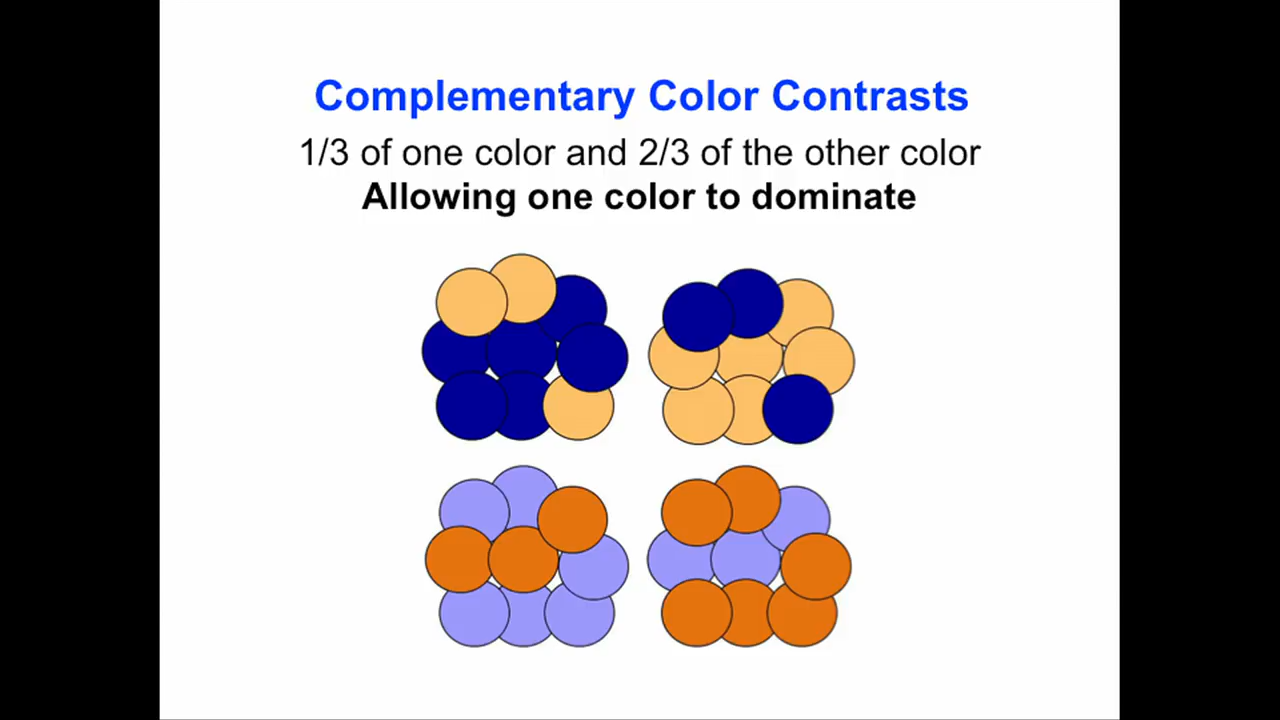 Complementary Color Contrasts
1/3 of one color and 2/3 of the other color
Allowing one color to dominate